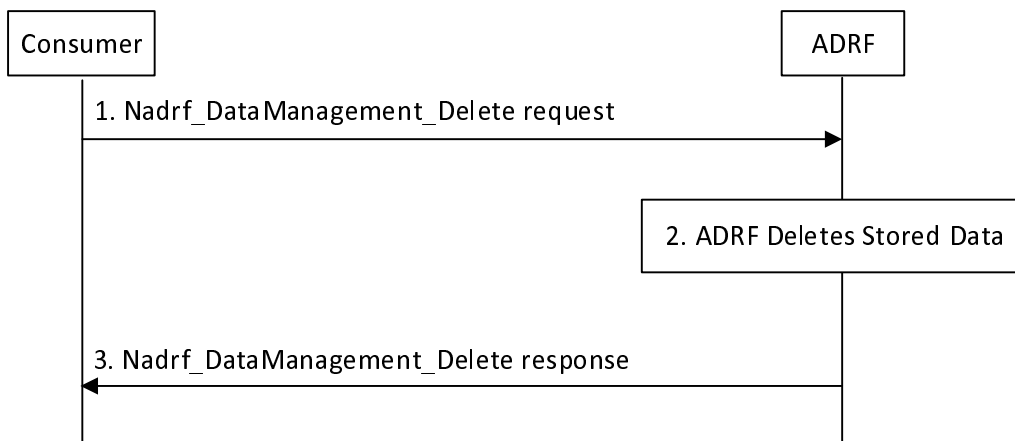 Consumer
ADRF
1. Nadrf_DataManagement_Delete request
2. ADRF Deletes Stored Data
3. Nadrf_DataManagement_Delete response